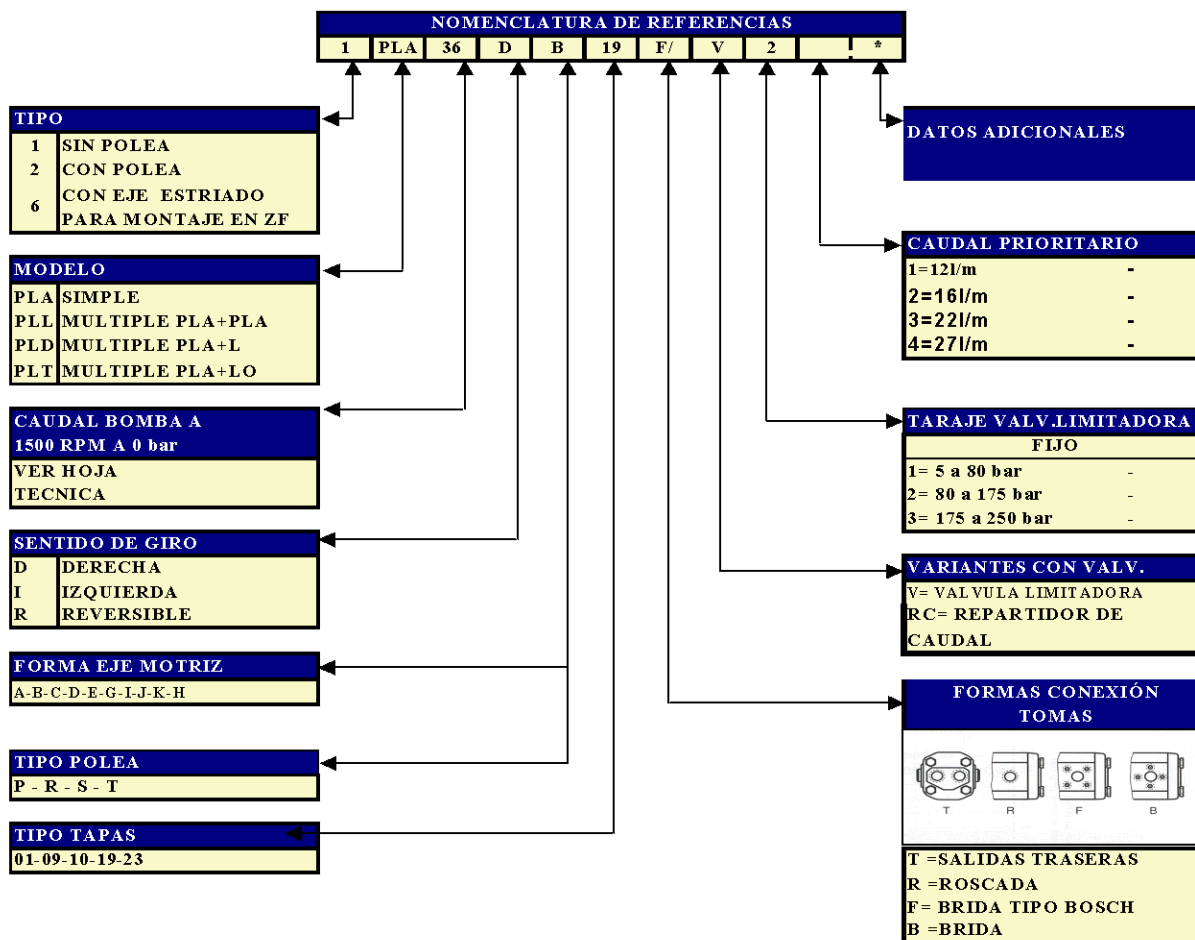 NOMENCLATURA DE REFERENCIAS
1 PLA 36 D B 19 F/ V 2 *
TIPO
1 SIN POLEA
2 CON POLEA
6 CON EJE ESTRIADO
PARA MONTAJE EN ZF
MODELO
PLA SIMPLE
PLL MULTIPLE PLA+PLA
PLD MULTIPLE PLA+L
PLT MULTIPLE PLA+LO
CAUDAL BOMBA A
1500 RPM A 0 bar
VER HOJA
TECNICA
SENTIDO DE GIRO
D DERECHA
I IZQUIERDA
R REVERSIBLE
FORMA EJE MOTRIZ
A-B-C-D-E-G-I-J-K-H
TIPO POLEA
P - R - S - T
TIPO TAPAS
01-09-10-19-23
DATOS ADICIONALES
CAUDAL PRIORITARIO
1=12l/m -
2=16l/m -
3=22l/m -
4=27l/m -
TARAJE VALV.LIMITADORA
FIJO
1= 5 a 80 bar -
2= 80 a 175 bar -
3= 175 a 250 bar -
VARIANTES CON VALV.
V= VALVULA LIMITADORA
RC= REPARTIDOR DE
CAUDAL
FORMAS CONEXIÓN
TOMAS
T R F B
T =SALIDAS TRASERAS
R =ROSCADA
F= BRIDA TIPO BOSCH
B =BRIDA